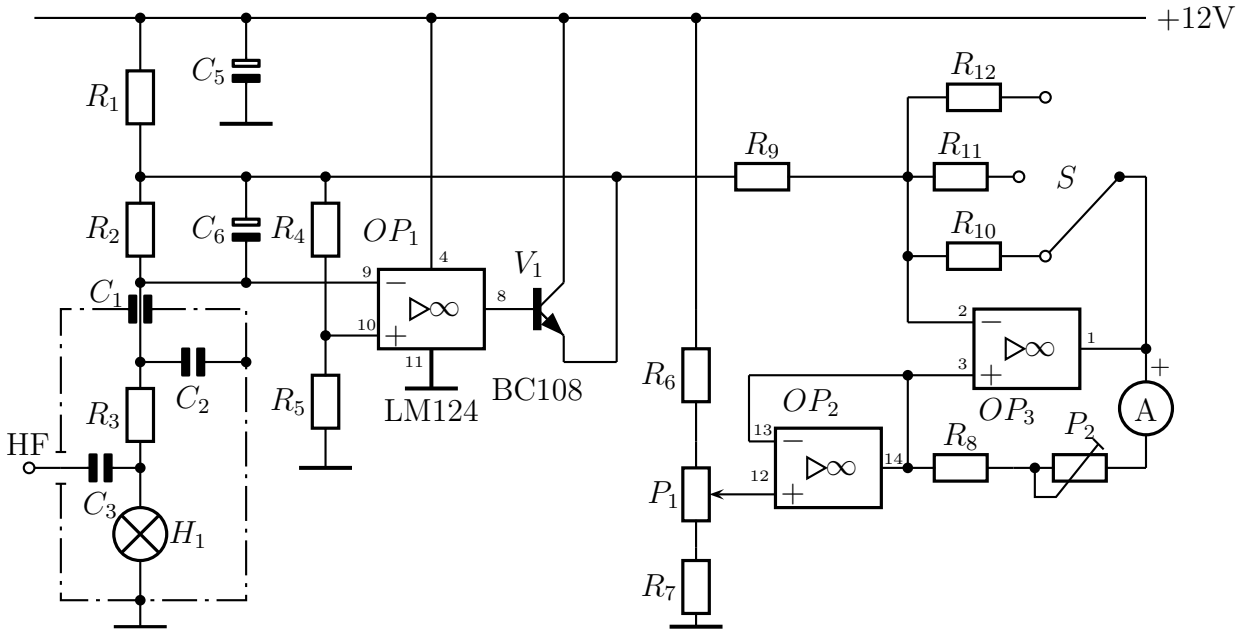 +12V
C5
R12
R1
R9
R11
S
R2
C6
R4
OP1
4
V1
R10
9
▷∞
8
−
C1
10
+
11
2
−
▷∞
1
3
+
C2
BC108
R6
+
R3
R5
LM124
OP2
OP3
A
P2
HF
13
−
▷∞
14
R8
C3
P1
12
+
H1
R7